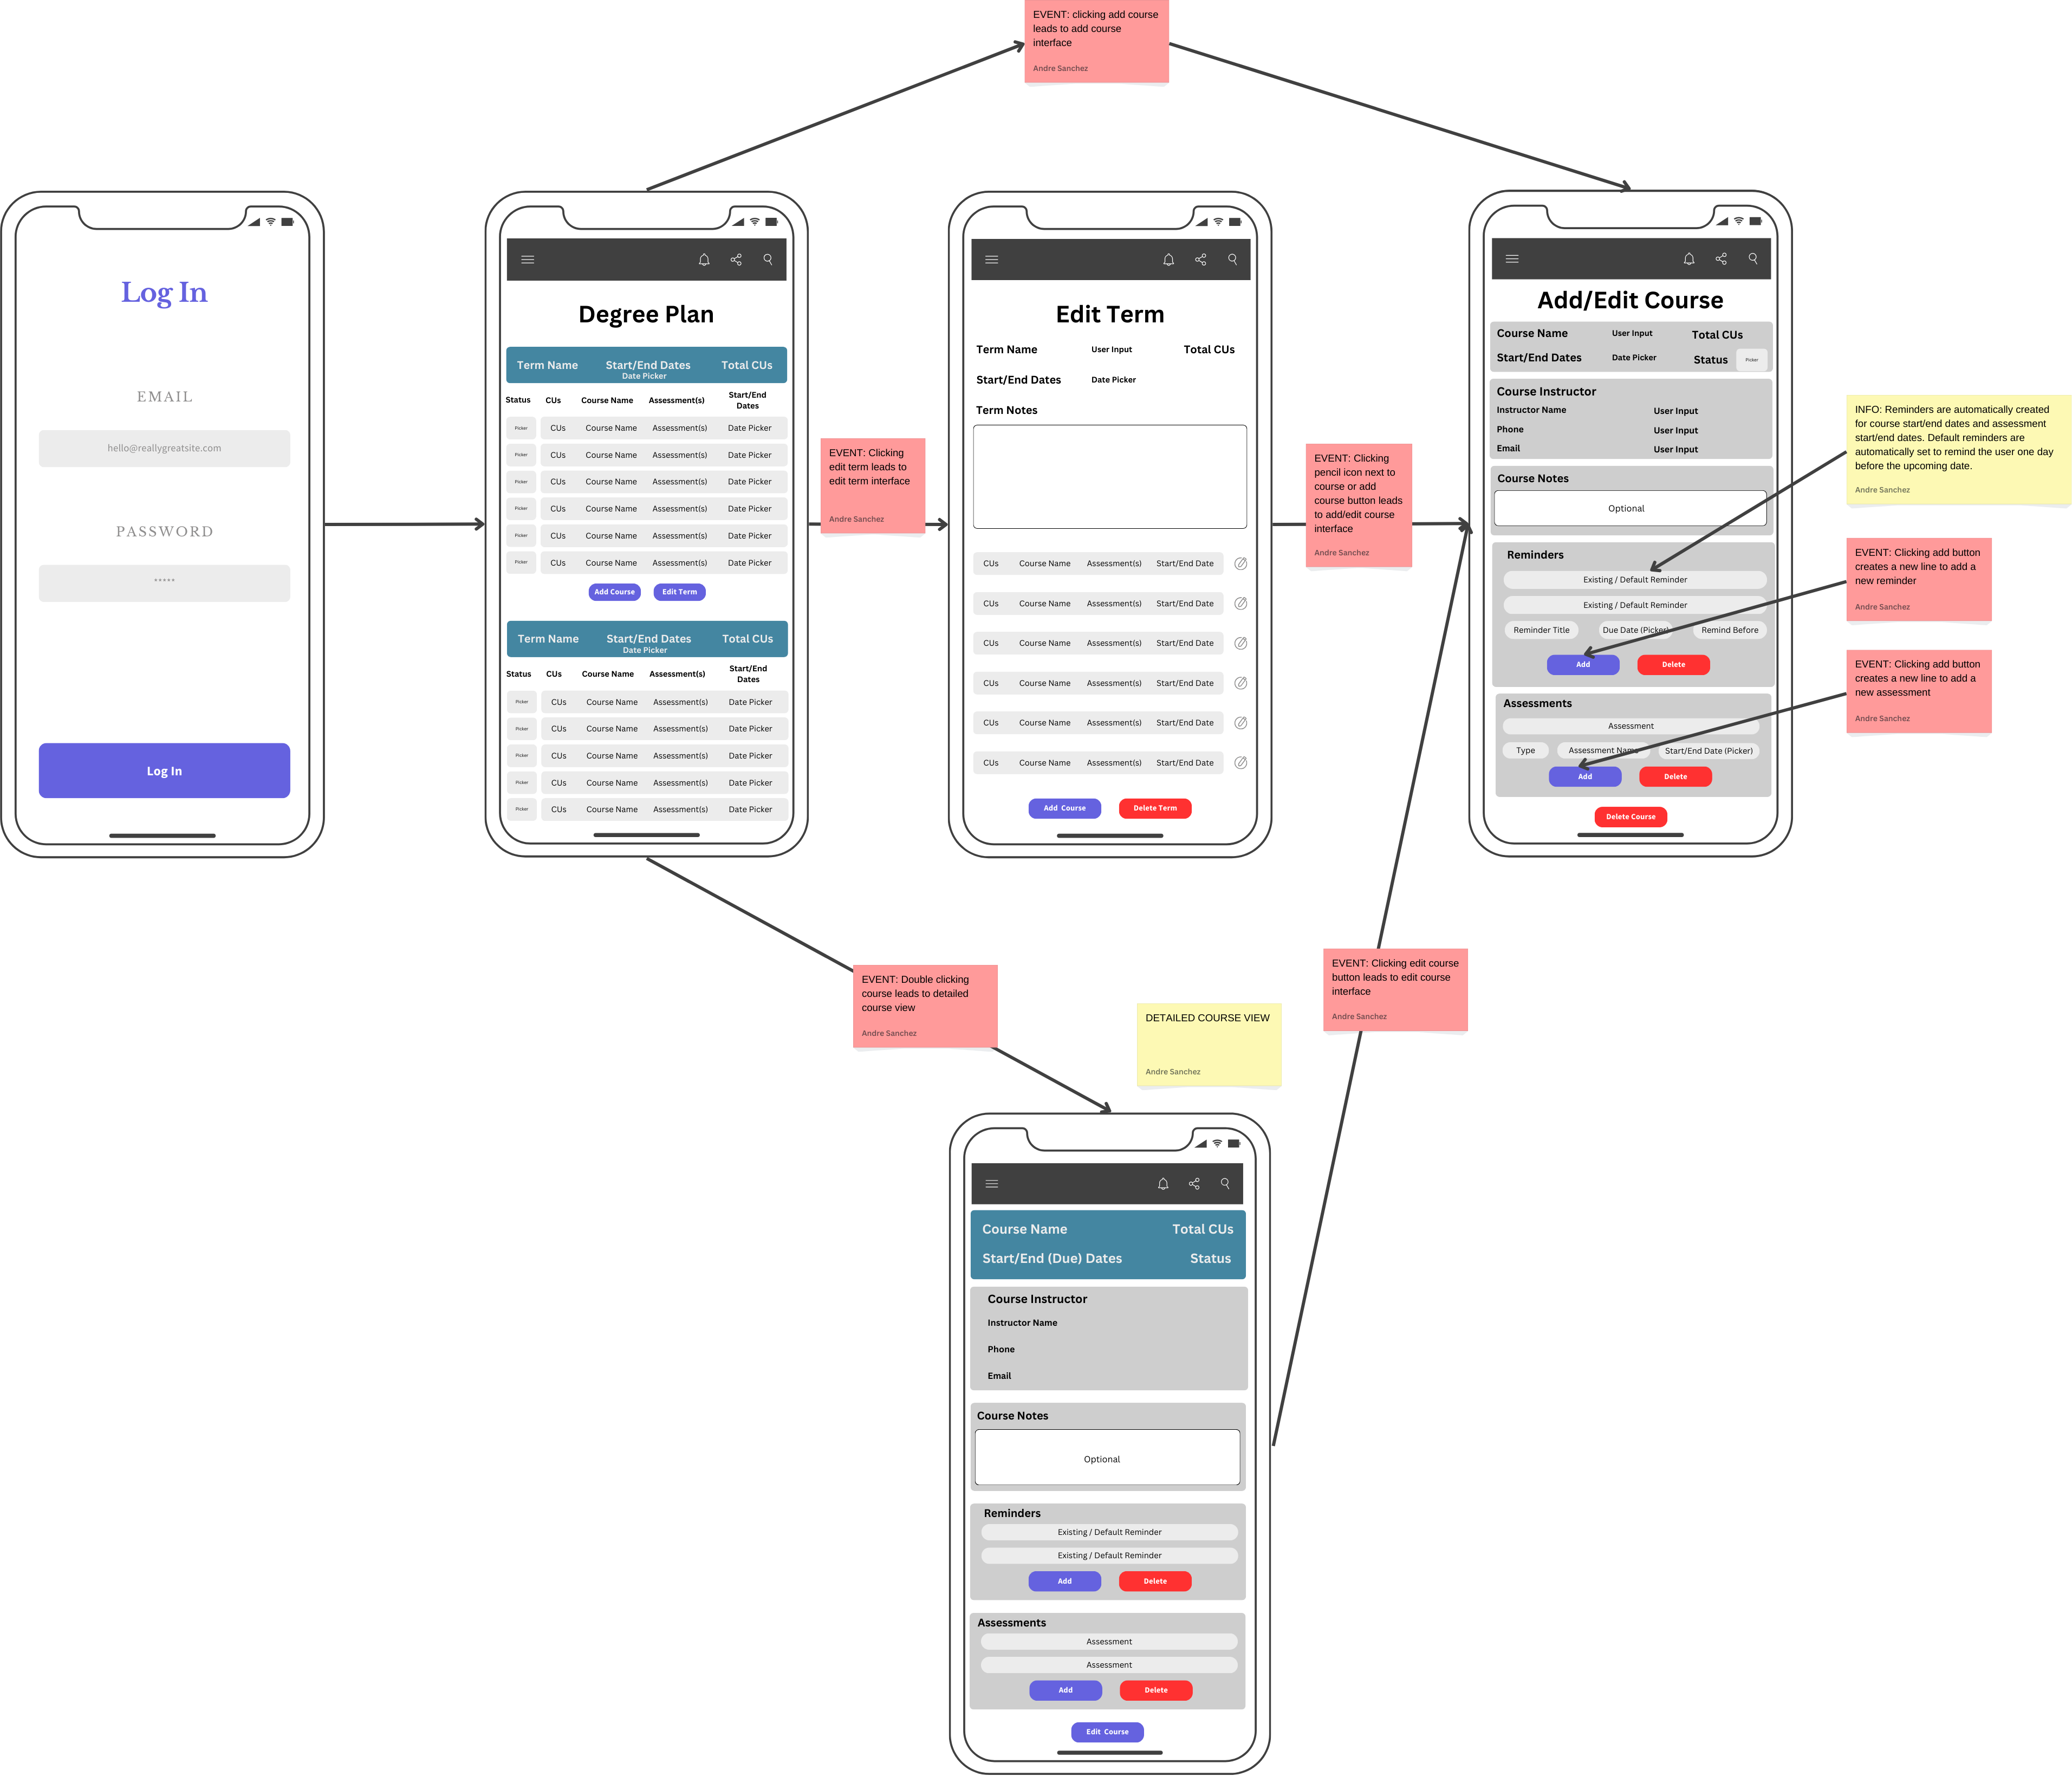 EVENT: clicking add course
leads to add course
interface
Andre Sanchez
Log In
EMAIL
hello@reallygreatsite.com
PASSWORD
*****
Log In
Degree Plan
Term Name Start/End Dates Total CUs
Date Picker
Status CUs Course Name Assessment(s) Start/End
Dates
Picker CUs Course Name Assessment(s) Date Picker
Picker CUs Course Name Assessment(s) Date Picker
Picker CUs Course Name Assessment(s) Date Picker
Picker CUs Course Name Assessment(s) Date Picker
Picker CUs Course Name Assessment(s) Date Picker
Picker CUs Course Name Assessment(s) Date Picker
Add Course Edit Term
Term Name Start/End Dates Total CUs
Date Picker
Status CUs Course Name Assessment(s) Start/End
Dates
Picker CUs Course Name Assessment(s) Date Picker
Picker CUs Course Name Assessment(s) Date Picker
Picker CUs Course Name Assessment(s) Date Picker
Picker CUs Course Name Assessment(s) Date Picker
Picker CUs Course Name Assessment(s) Date Picker
EVENT: Clicking
edit term leads to
edit term interface
Andre Sanchez
Edit Term
Term Name User Input Total CUs
Start/End Dates Date Picker
Term Notes
CUs Course Name Assessment(s) Start/End Date
CUs Course Name Assessment(s) Start/End Date
CUs Course Name Assessment(s) Start/End Date
CUs Course Name Assessment(s) Start/End Date
CUs Course Name Assessment(s) Start/End Date
CUs Course Name Assessment(s) Start/End Date
Add Course Delete Term
EVENT: Clicking
pencil icon next to
course or add
course button leads
to add/edit course
interface
Andre Sanchez
Add/Edit Course
Course Name User Input Total CUs
Start/End Dates Date Picker Status Picker
Course Instructor
Instructor Name User Input
Phone User Input
Email User Input
Course Notes
Optional
Reminders
Existing / Default Reminder
Existing / Default Reminder
Reminder Title Due Date (Picker) Remind Before
Add Delete
Assessments
Assessment
Type Assessment Name Start/End Date (Picker)
Add Delete
Delete Course
INFO: Reminders are automatically created
for course start/end dates and assessment
start/end dates. Default reminders are
automatically set to remind the user one day
before the upcoming date.
Andre Sanchez
EVENT: Clicking add button
creates a new line to add a
new reminder
Andre Sanchez
EVENT: Clicking add button
creates a new line to add a
new assessment
Andre Sanchez
EVENT: Double clicking
course leads to detailed
course view
Andre Sanchez
DETAILED COURSE VIEW
Andre Sanchez
EVENT: Clicking edit course
button leads to edit course
interface
Andre Sanchez
Course Name Total CUs
Start/End (Due) Dates Status
Course Instructor
Instructor Name
Phone
Email
Course Notes
Optional
Reminders
Existing / Default Reminder
Existing / Default Reminder
Add Delete
Assessments
Assessment
Assessment
Add Delete
Edit Course